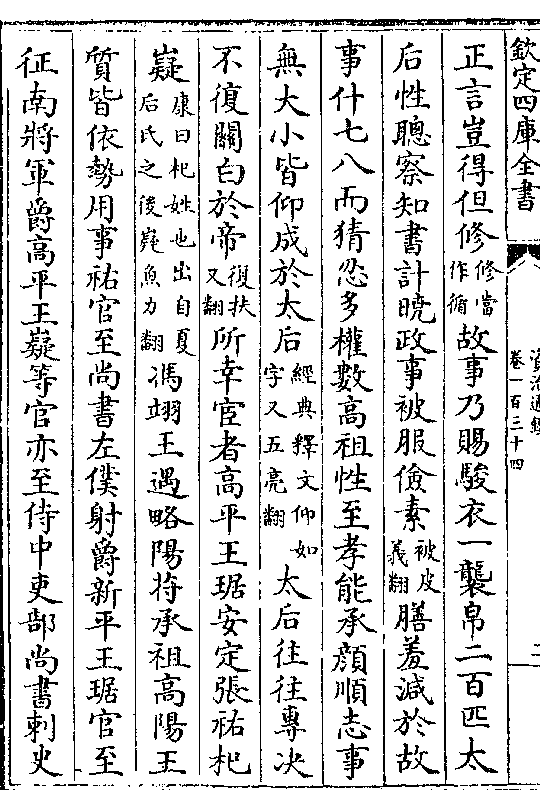 欽定四庫全書
資治通鑑
卷一百三十四
二
正言豈得但修修當作循故事乃賜駿衣一襲帛二百匹太
后性聰察知書計曉政事被服儉素被皮義翻膳羞減於故
事什七八而猜忍多權數高祖性至孝能承顔順志事
無大小皆仰成於太后經典釋文仰如字又五亮翻太后往往專决
不復關白於帝復扶又翻所幸宦者高平王琚安定張祐杞
嶷康曰杞姓也出自夏后氏之後嶷魚力翻馮翊王遇略陽苻承祖高陽王
質皆依勢用事祐官至尚書左僕射爵新平王琚官至
征南將軍爵高平王嶷等官亦至侍中吏部尚書刺史